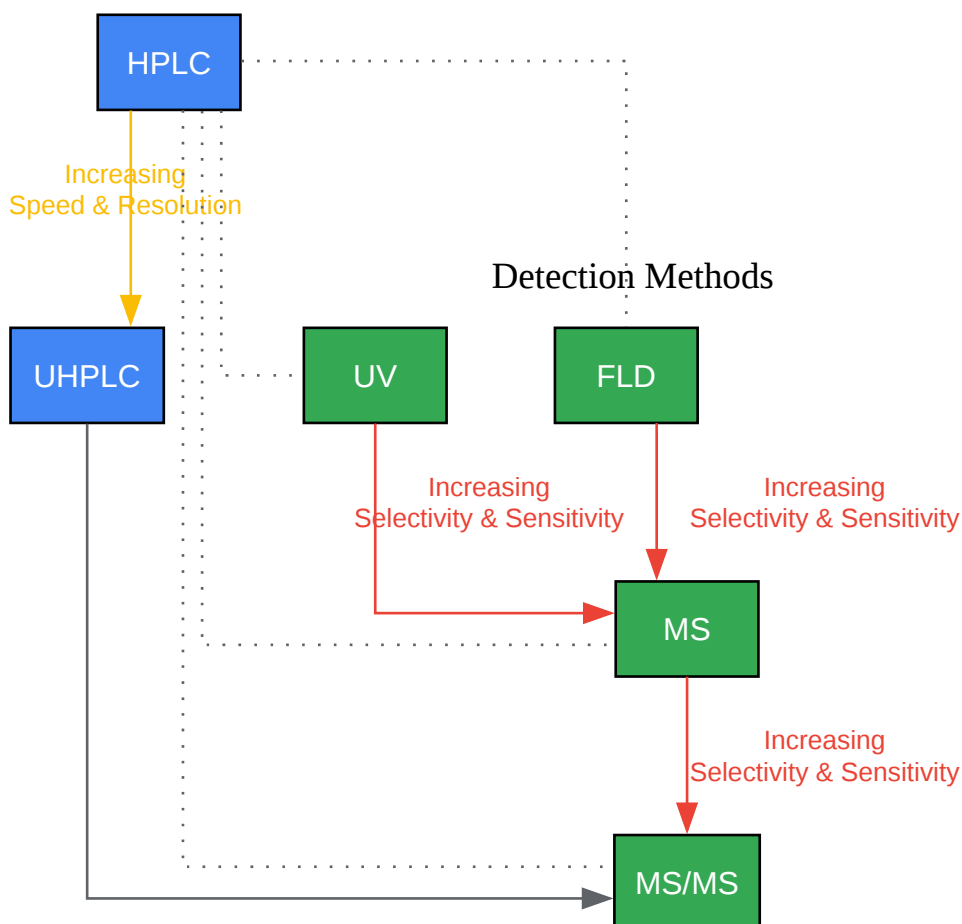 HPLC
Increasing
Speed & Resolution
Detection Methods
UHPLC
UV
FLD
Increasing
Selectivity & Sensitivity
Increasing
Selectivity & Sensitivity
MS
Increasing
Selectivity & Sensitivity
MS/MS